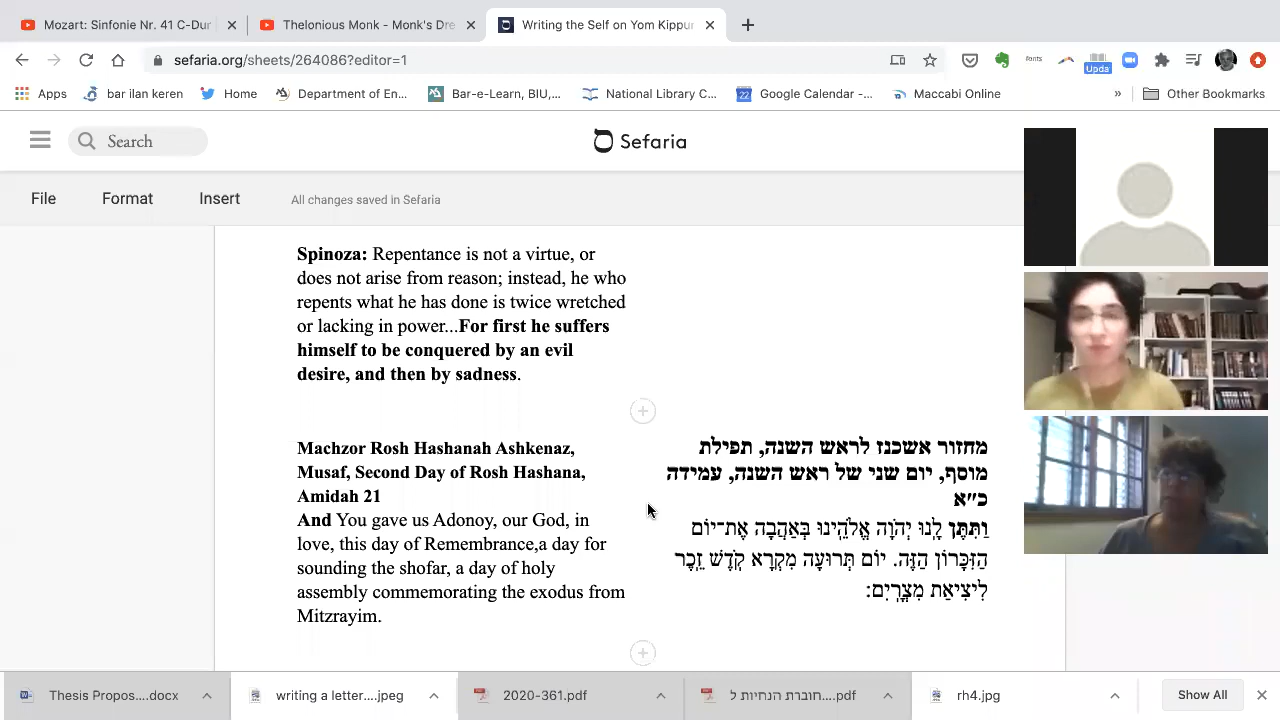 Mozart: Sinfonie Nr. 41 C-Dur
Thelonious Monk - Monk's Dre
Writing the Self on Yom Kippur
sefaria.org/sheets/264086?editor=1
Fonts
Upda
Apps
bar ilan keren
Home
Department of En...
Bar-e-Learn, BIU,...
National Library C...
22
Google Calendar -...
Maccabi Online
»
Other Bookmarks
Search
Sefaria
File
Format
Insert
All changes saved in Sefaria
Spinoza: Repentance is not a virtue, or
does not arise from reason; instead, he who
repents what he has done is twice wretched
or lacking in power...For first he suffers
himself to be conquered by an evil
desire, and then by sadness.
Machzor Rosh Hashanah Ashkenaz,
Musaf, Second Day of Rosh Hashana,
Amidah 21
And You gave us Adonoy, our God, in
love, this day of Remembrance,a day for
sounding the shofar, a day of holy
assembly commemorating the exodus from
Mitzrayim.
מחזור אשכנז לראש השנה, תפילת
מוסף, יום שני של ראש השנה, עמידה
כ״א
וַתִּתֶּן לָֽנוּ יְהֹוָה אֱלֹהֵֽינוּ בְּאַהֲבָה אֶת־יוֹם
הַזִּכָּרוֹן הַזֶּה. יוֹם תְּרוּעָה מִקְרָא קֹֽדֶשׁ זֵֽכֶר
לִיצִיאַת מִצְרָֽיִם:
Thesis Propos....docx
writing a letter....jpeg
2020-361.pdf
חוברת הנחיות ל....pdf
rh4.jpg
Show All